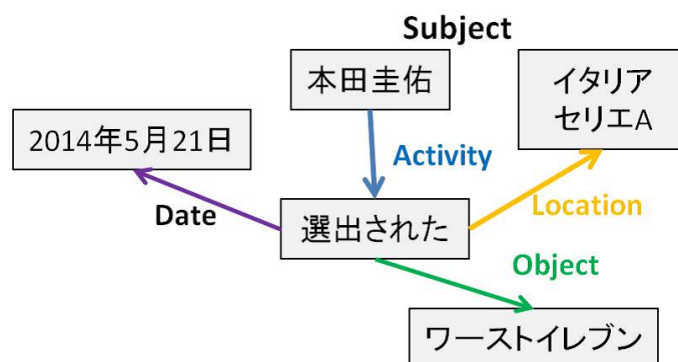 Subject
本田圭佑
イタリア
セリエA
2014年5月21日
Activity
Date
選出された
Location
Object
ワーストイレブン